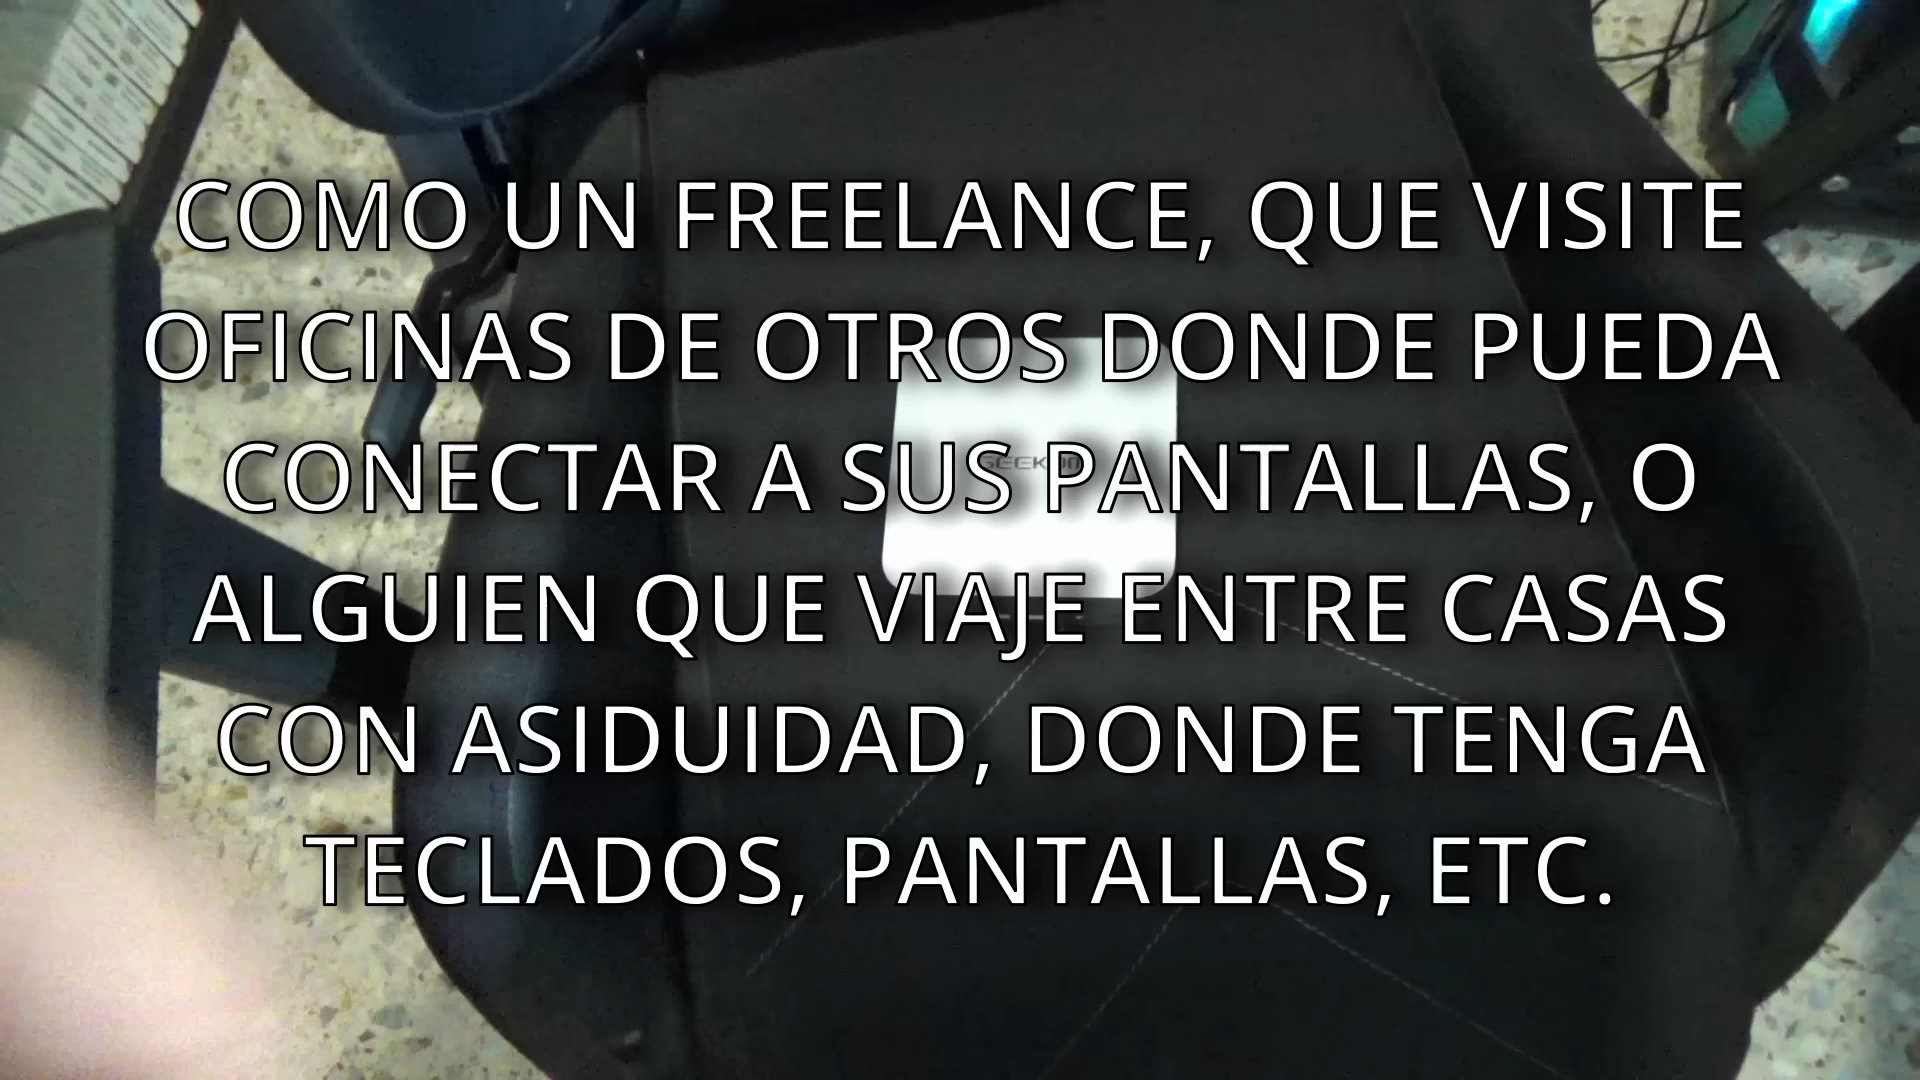 COMO UN FREELANCE, QUE VISITE
OFICINAS DE OTROS DONDE PUEDA
CONECTAR A SUS PANTALLAS, O
ALGUIEN QUE VIAJE ENTRE CASAS
CON ASIDUIDAD, DONDE TENGA
TECLADOS, PANTALLAS, ETC.